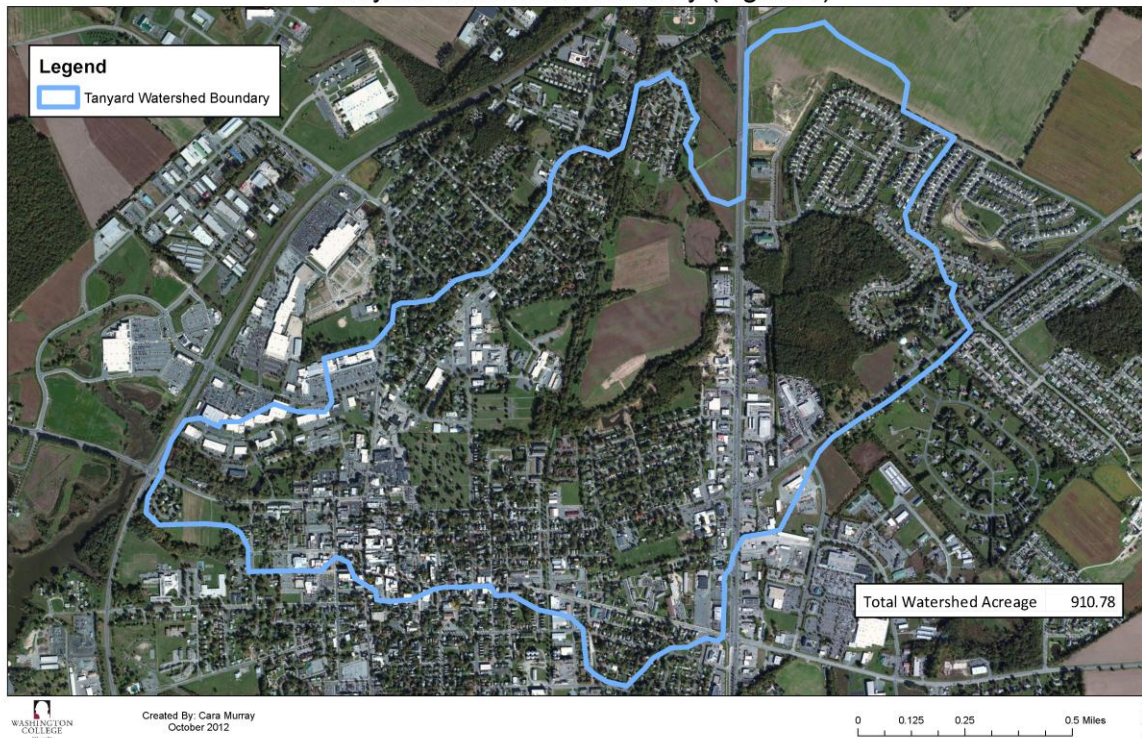 Legend
Tanyard Watershed Boundary
Total Watershed Acreage 910.78
WASHINGTON
COLLEGE
Created By: Cara Murray
October 2012
0 0.125 0.25 0.5 Miles